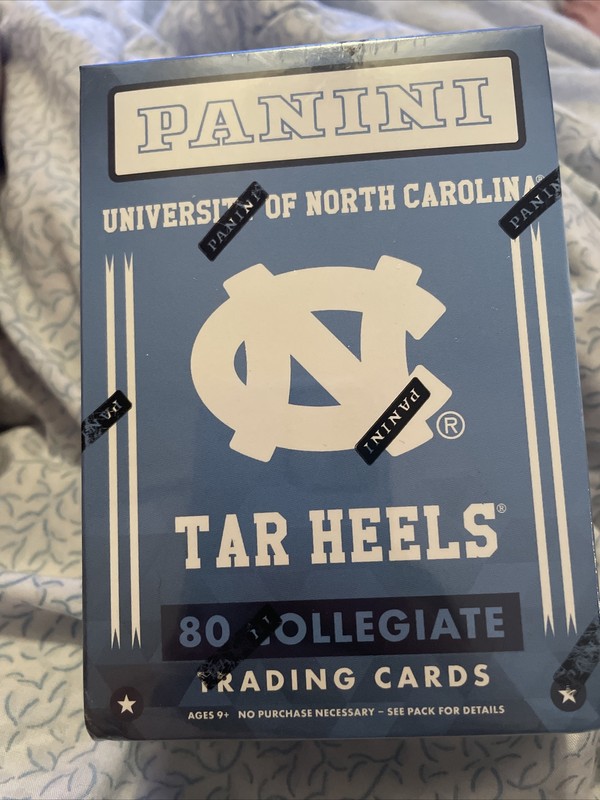 PANINI
UNIVERSITY OF NORTH CAROLINA®
PANINI
PANINI
NC
PANINI
®
PANINI
TAR HEELS®
80 COLLEGIATE
TRADING CARDS
AGES 9+ NO PURCHASE NECESSARY – SEE PACK FOR DETAILS